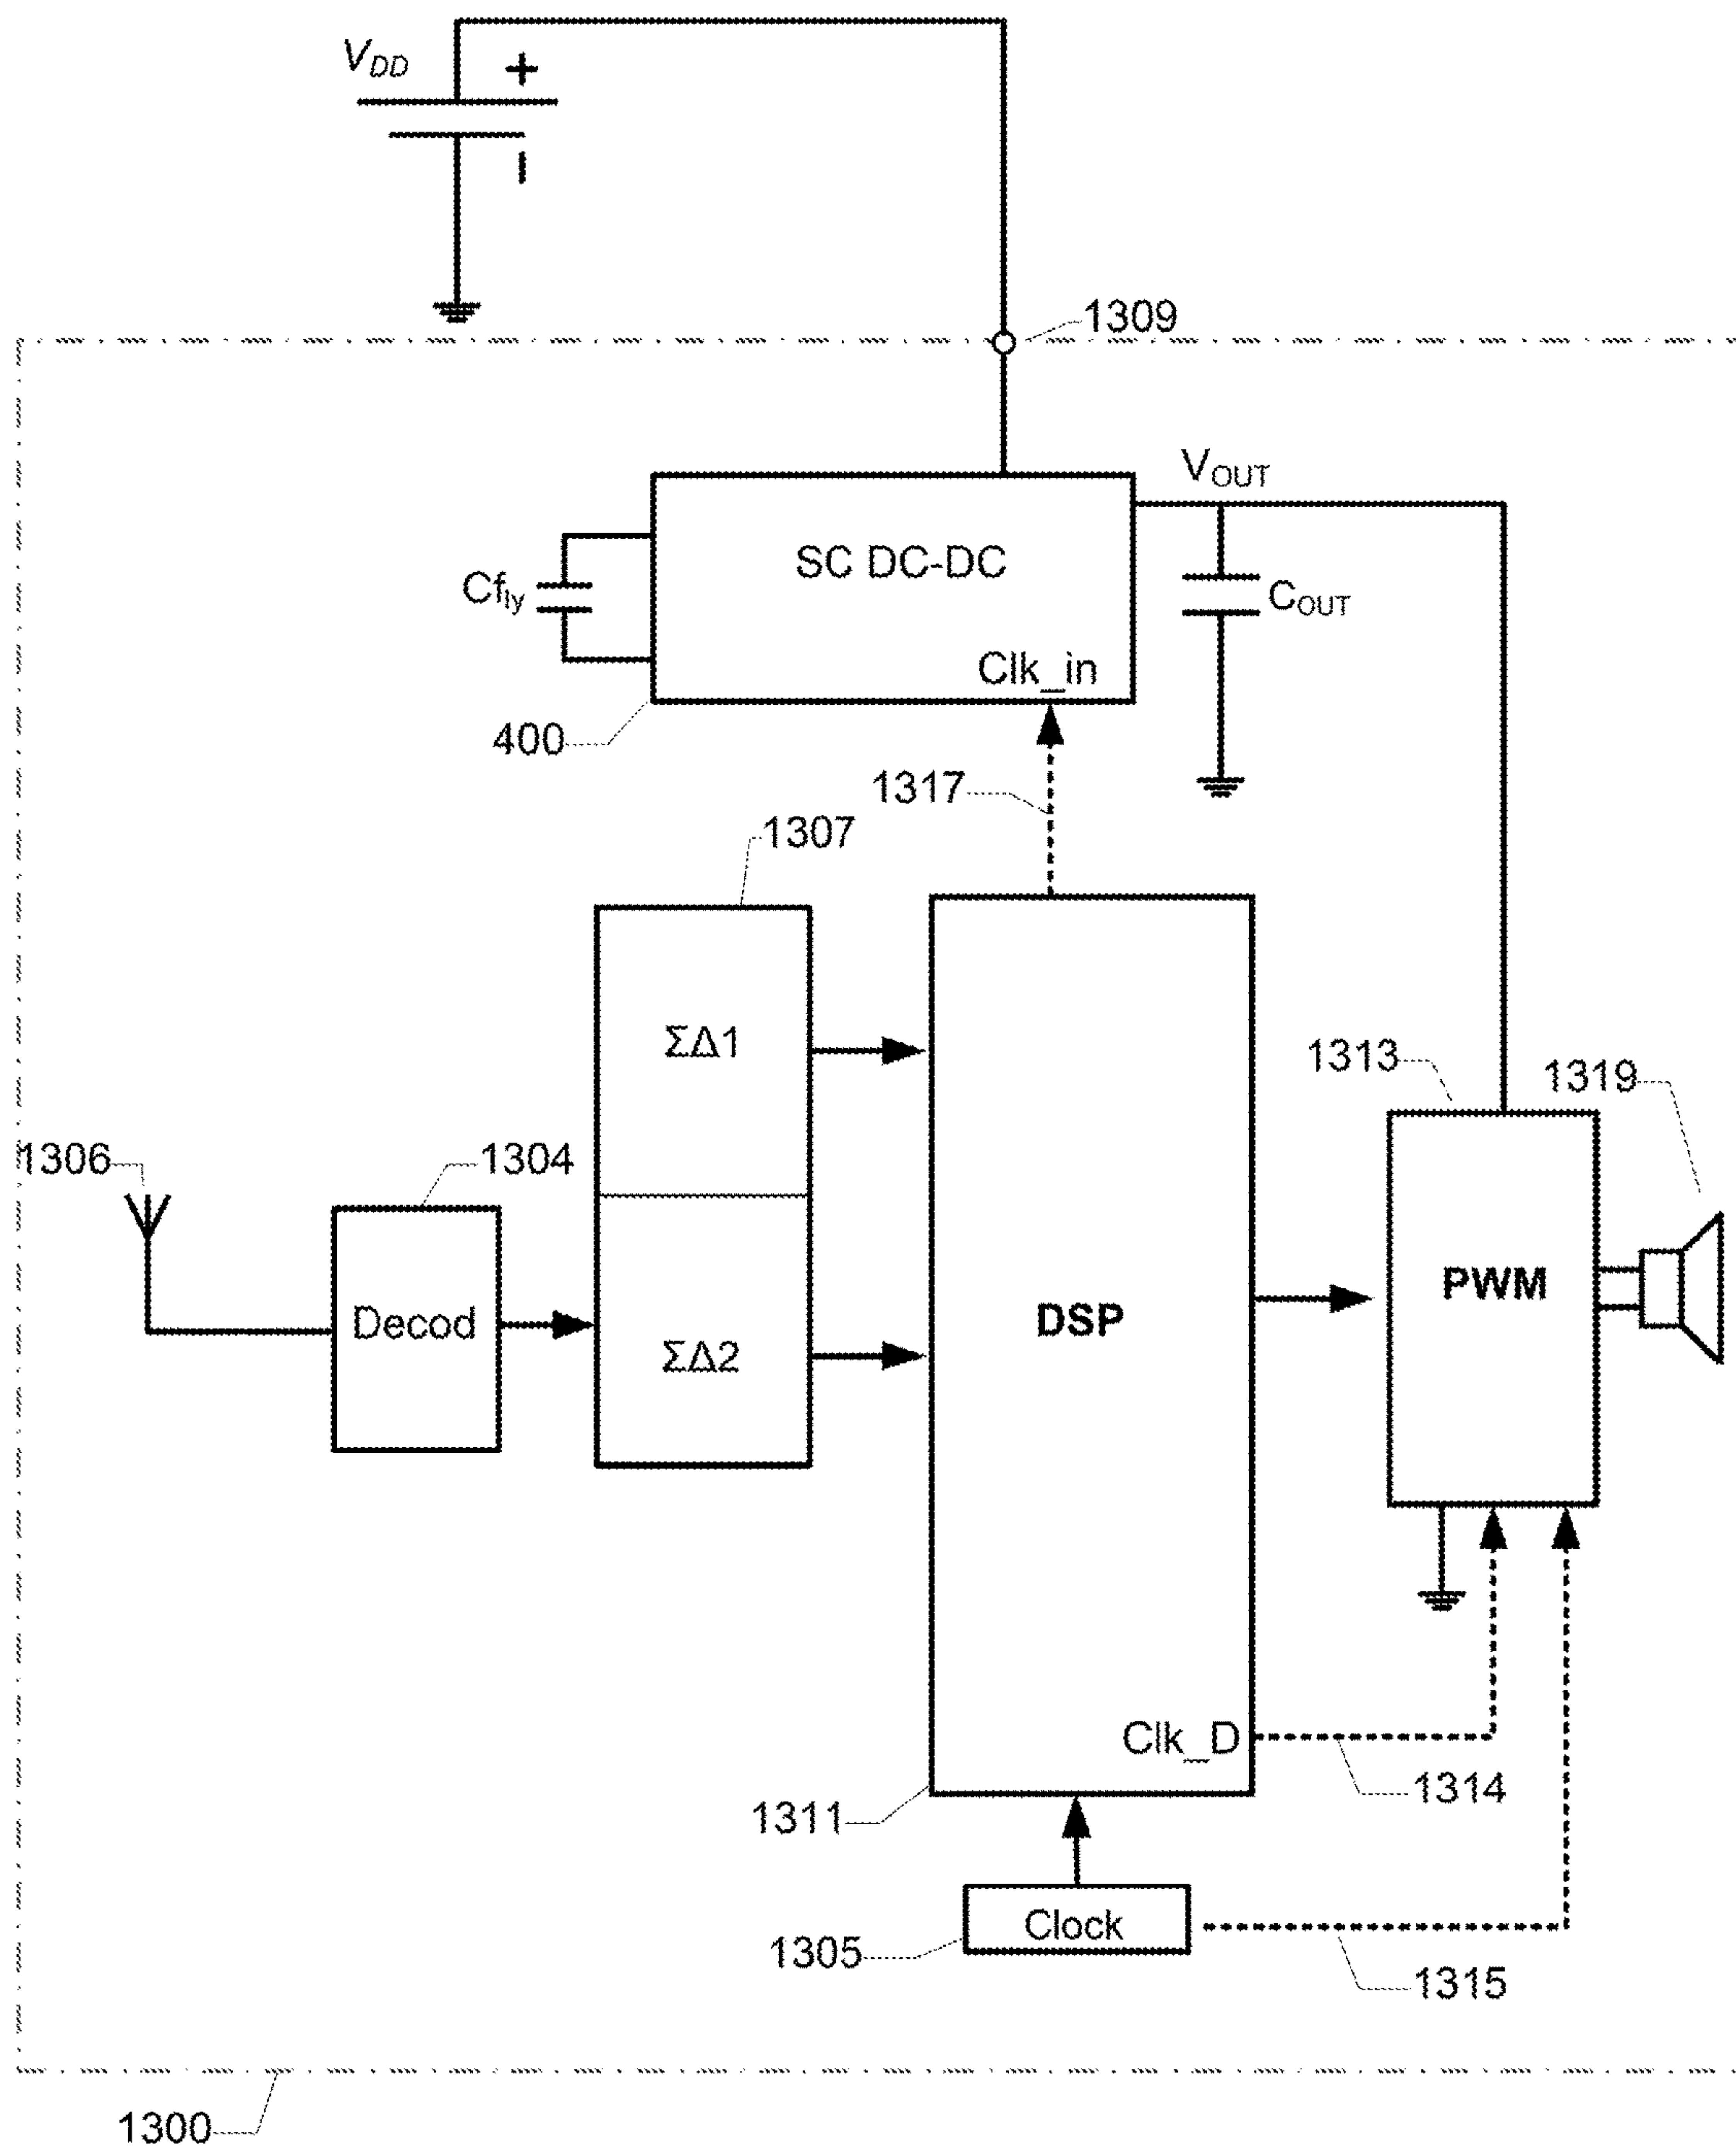 VDD
+
–
1309
VOUT
SC DC-DC
Cfly
COUT
Clk_in
400
1317
1307
ΣΔ1
1313
1319
1306
1304
Decod
ΣΔ2
DSP
PWM
Clk_D
1314
1311
Clock
1305
1315
1300